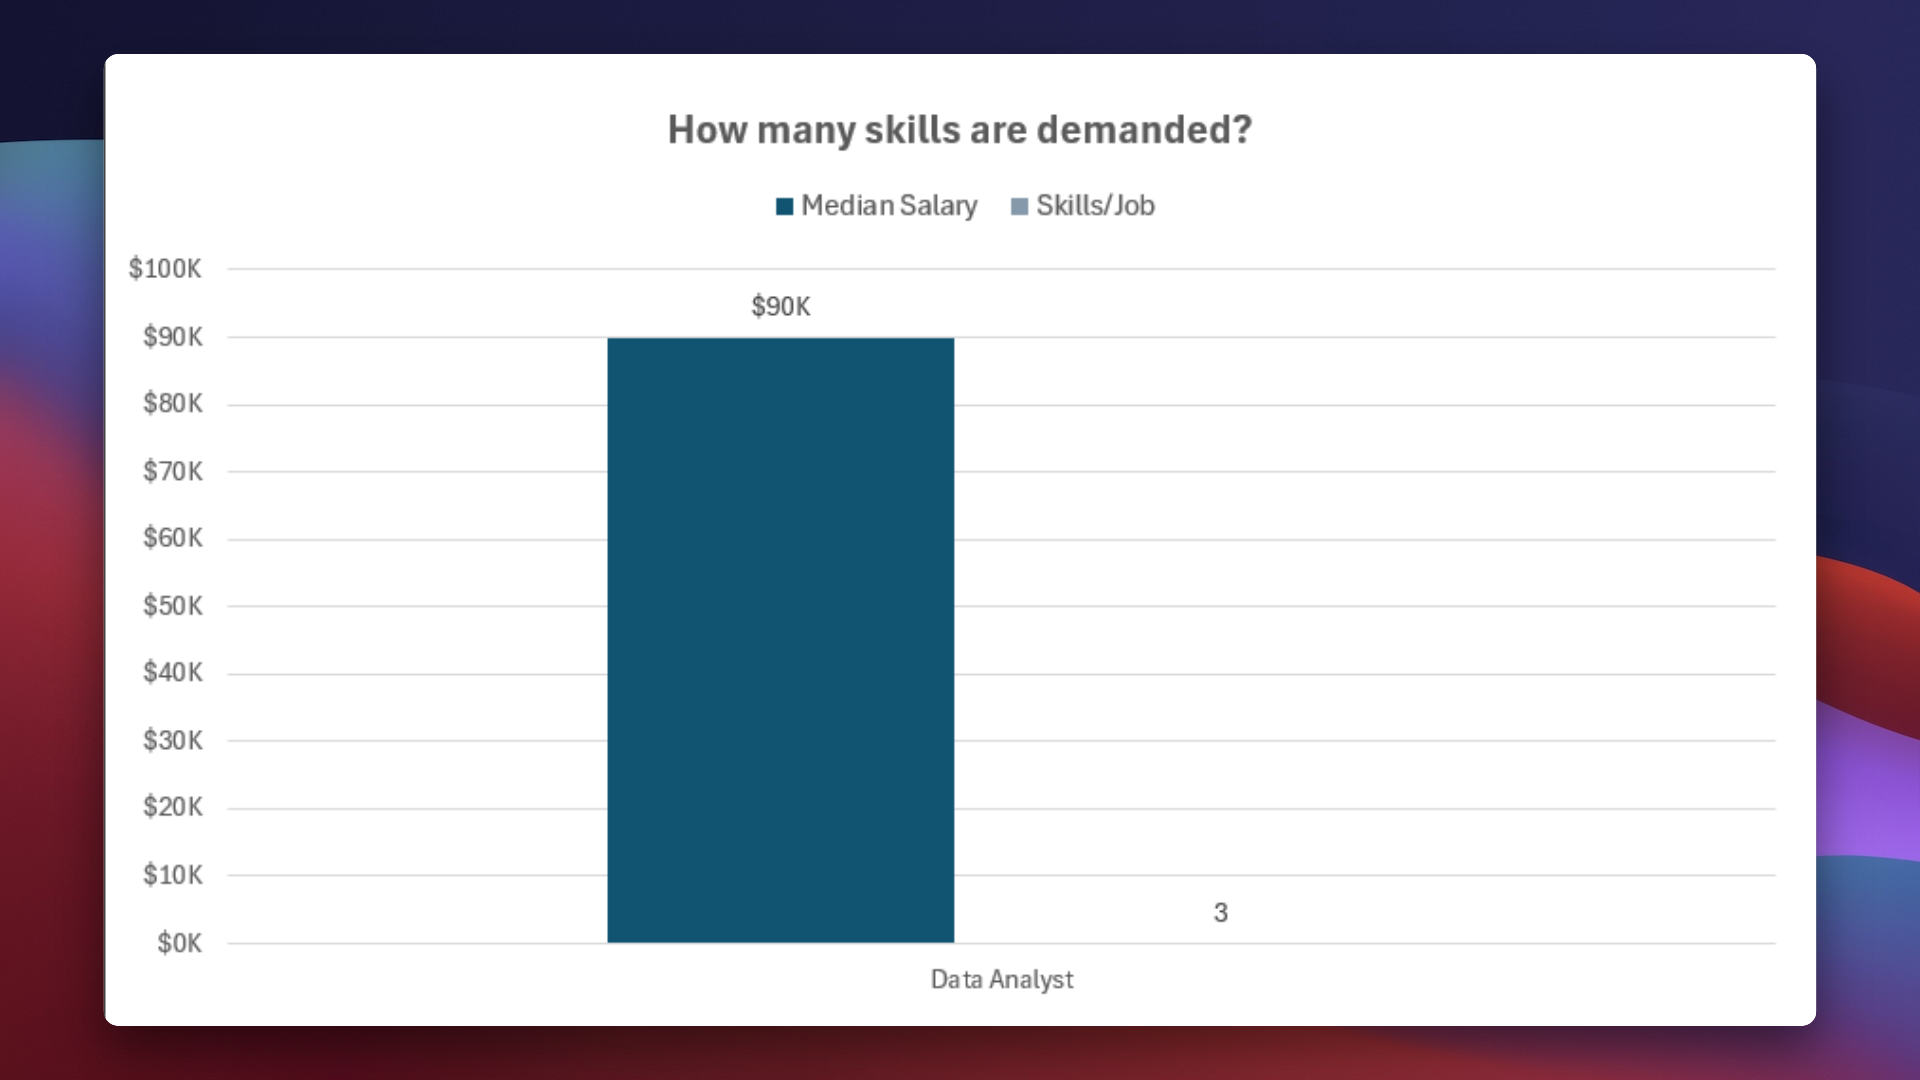 How many skills are demanded?
Median Salary Skills/Job
$100K
$90K
$90K
$80K
$70K
$60K
$50K
$40K
$30K
$20K
$10K
3
$0K
Data Analyst